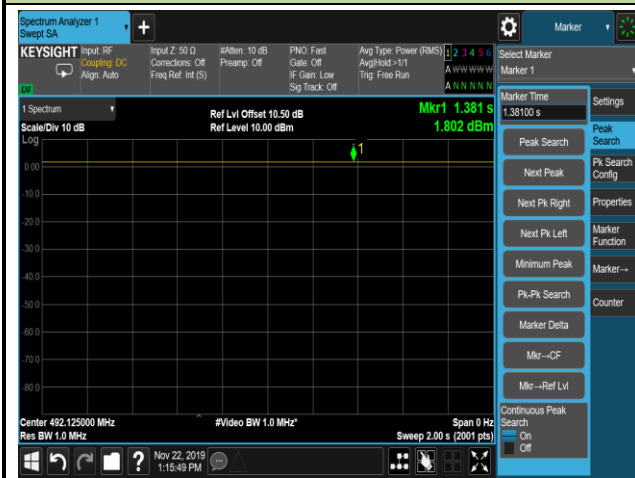 Spectrum Analyzer 1
Swept SA
+
Marker
KEYSIGHT
Input: RF
Coupling: DC
Align: Auto
Input Z: 50 Ω
Corrections: Off
Freq Ref: Int (S)
#Atten: 10 dB
Preamp: Off
PNO: Fast
Gate: Off
IF Gain: Low
Sig Track: Off
Avg Type: Power (RMS)
Avg|Hold >1/1
Trig: Free Run
1 2 3 4 5 6
A W W W W W
A N N N N N
LXI
Select Marker
Marker 1
1 Spectrum
Scale/Div 10 dB
Ref Lvl Offset 10.50 dB
Ref Level 10.00 dBm
Mkr1 1.381 s
1.802 dBm
Log
1
0.00
-10.0
-20.0
-30.0
-40.0
-50.0
-60.0
-70.0
-80.0
Center 492.125000 MHz
Res BW 1.0 MHz
#Video BW 1.0 MHz*
Span 0 Hz
Sweep 2.00 s (2001 pts)
Marker Time
1.38100 s
Peak Search
Next Peak
Next Pk Right
Next Pk Left
Minimum Peak
Pk-Pk Search
Marker Delta
Mkr→CF
Mkr→Ref Lvl
Continuous Peak
Search
On
Off
Settings
Peak
Search
Pk Search
Config
Properties
Marker
Function
Marker→
Counter
?
Nov 22, 2019
1:15:49 PM